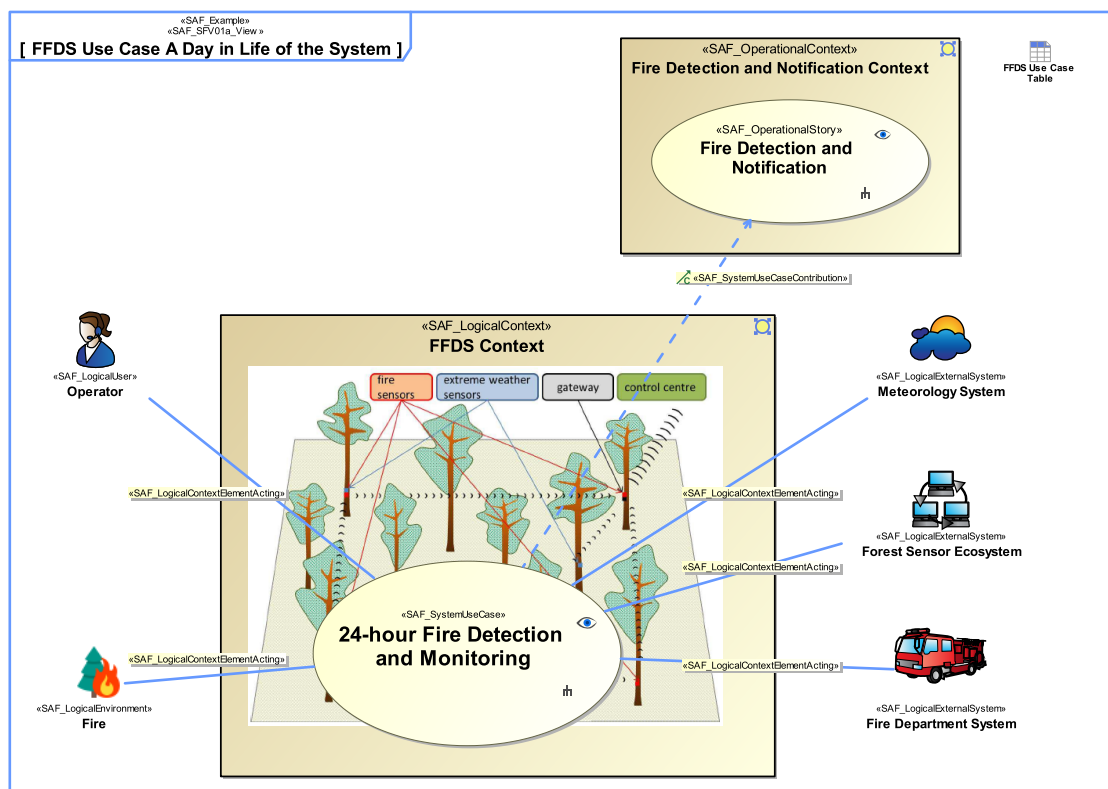 «SAF_Example»
«SAF_SFV01a_View »
[ FFDS Use Case A Day in Life of the System ]
«SAF_OperationalContext»
Fire Detection and Notification Context
«SAF_OperationalStory»
Fire Detection and
Notification
FFDS Use Case
Table
«SAF_SystemUseCaseContribution»
«SAF_LogicalContext»
FFDS Context
fire
sensors
extreme weather
sensors
gateway
control centre
«SAF_LogicalUser»
Operator
«SAF_LogicalExternalSystem»
Meteorology System
«SAF_LogicalContextElementActing»
«SAF_LogicalContextElementActing»
«SAF_LogicalExternalSystem»
Forest Sensor Ecosystem
«SAF_LogicalContextElementActing»
«SAF_SystemUseCase»
24-hour Fire Detection
and Monitoring
«SAF_LogicalContextElementActing»
«SAF_LogicalContextElementActing»
«SAF_LogicalEnvironment»
Fire
«SAF_LogicalExternalSystem»
Fire Department System